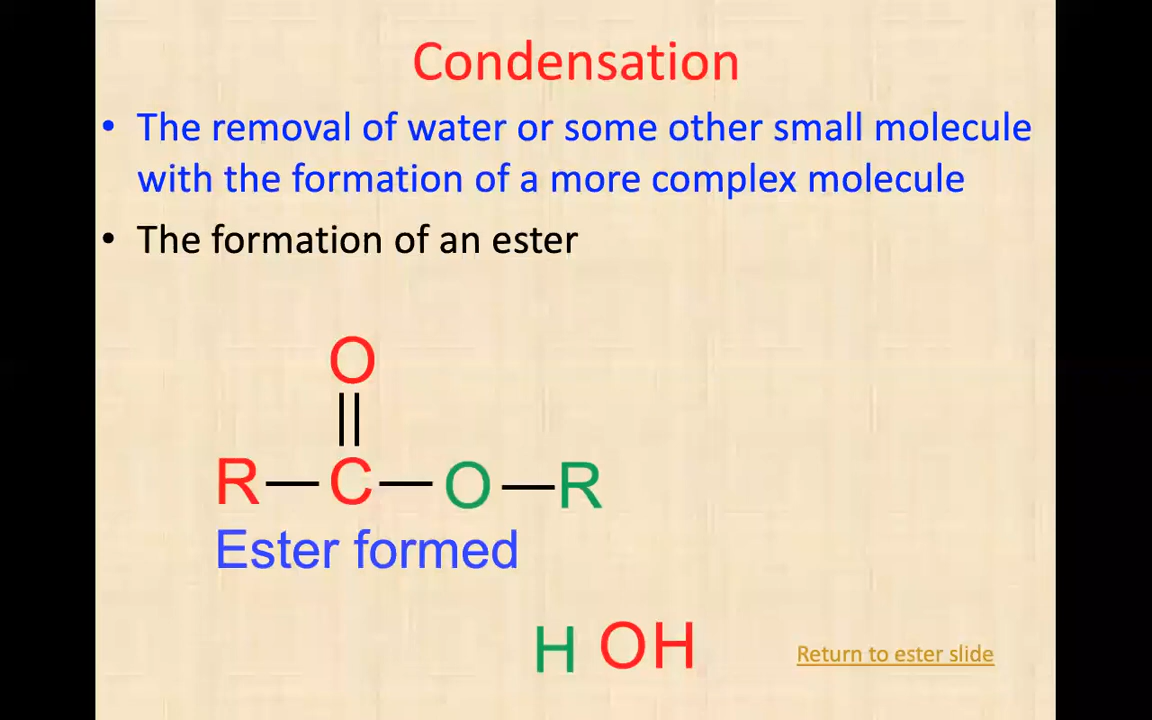 Condensation
• The removal of water or some other small molecule
with the formation of a more complex molecule
• The formation of an ester
O
R C O R
Ester formed
H OH
Return to ester slide